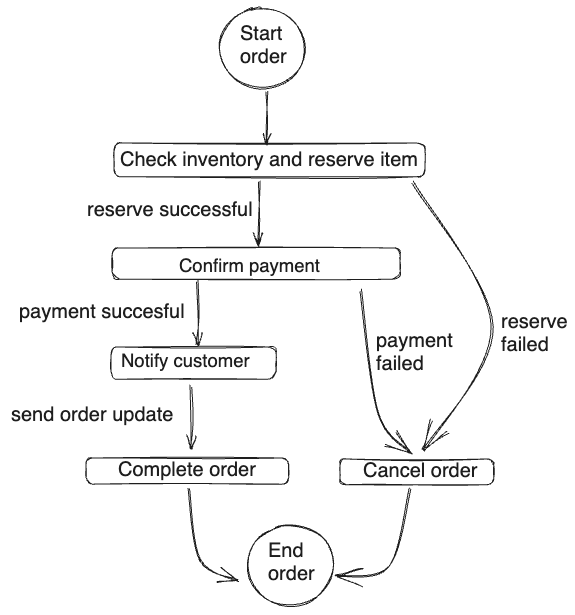 Start
order
Check inventory and reserve item
reserve successful
Confirm payment
payment succesful
payment
failed
reserve
failed
Notify customer
send order update
Complete order
Cancel order
End
order